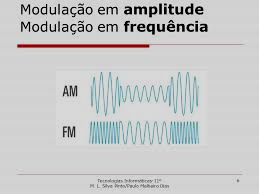 Modulação em amplitude
Modulação em frequência
AM
FM
Tecnologias Informáticas 11º
M. L. Silva Pinto/Paulo Malheiro Dias
6